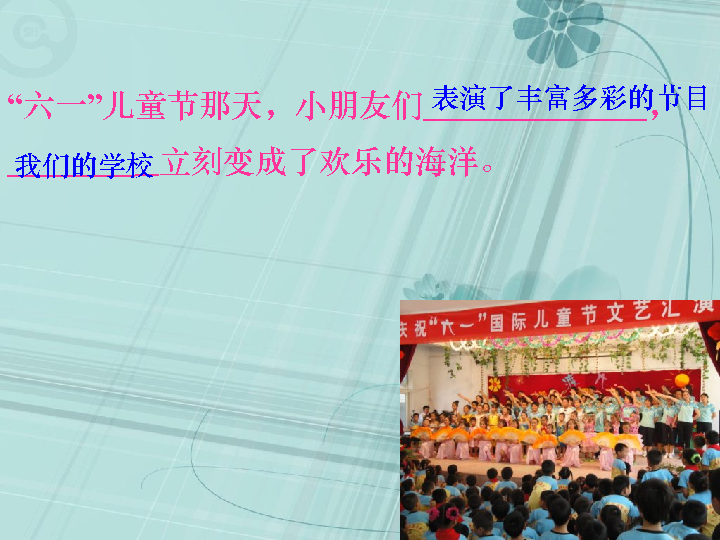 “六一”儿童节那天，小朋友们表演了丰富多彩的节目，
我们的学校立刻变成了欢乐的海洋。
庆祝“六一”国际儿童节文艺汇演